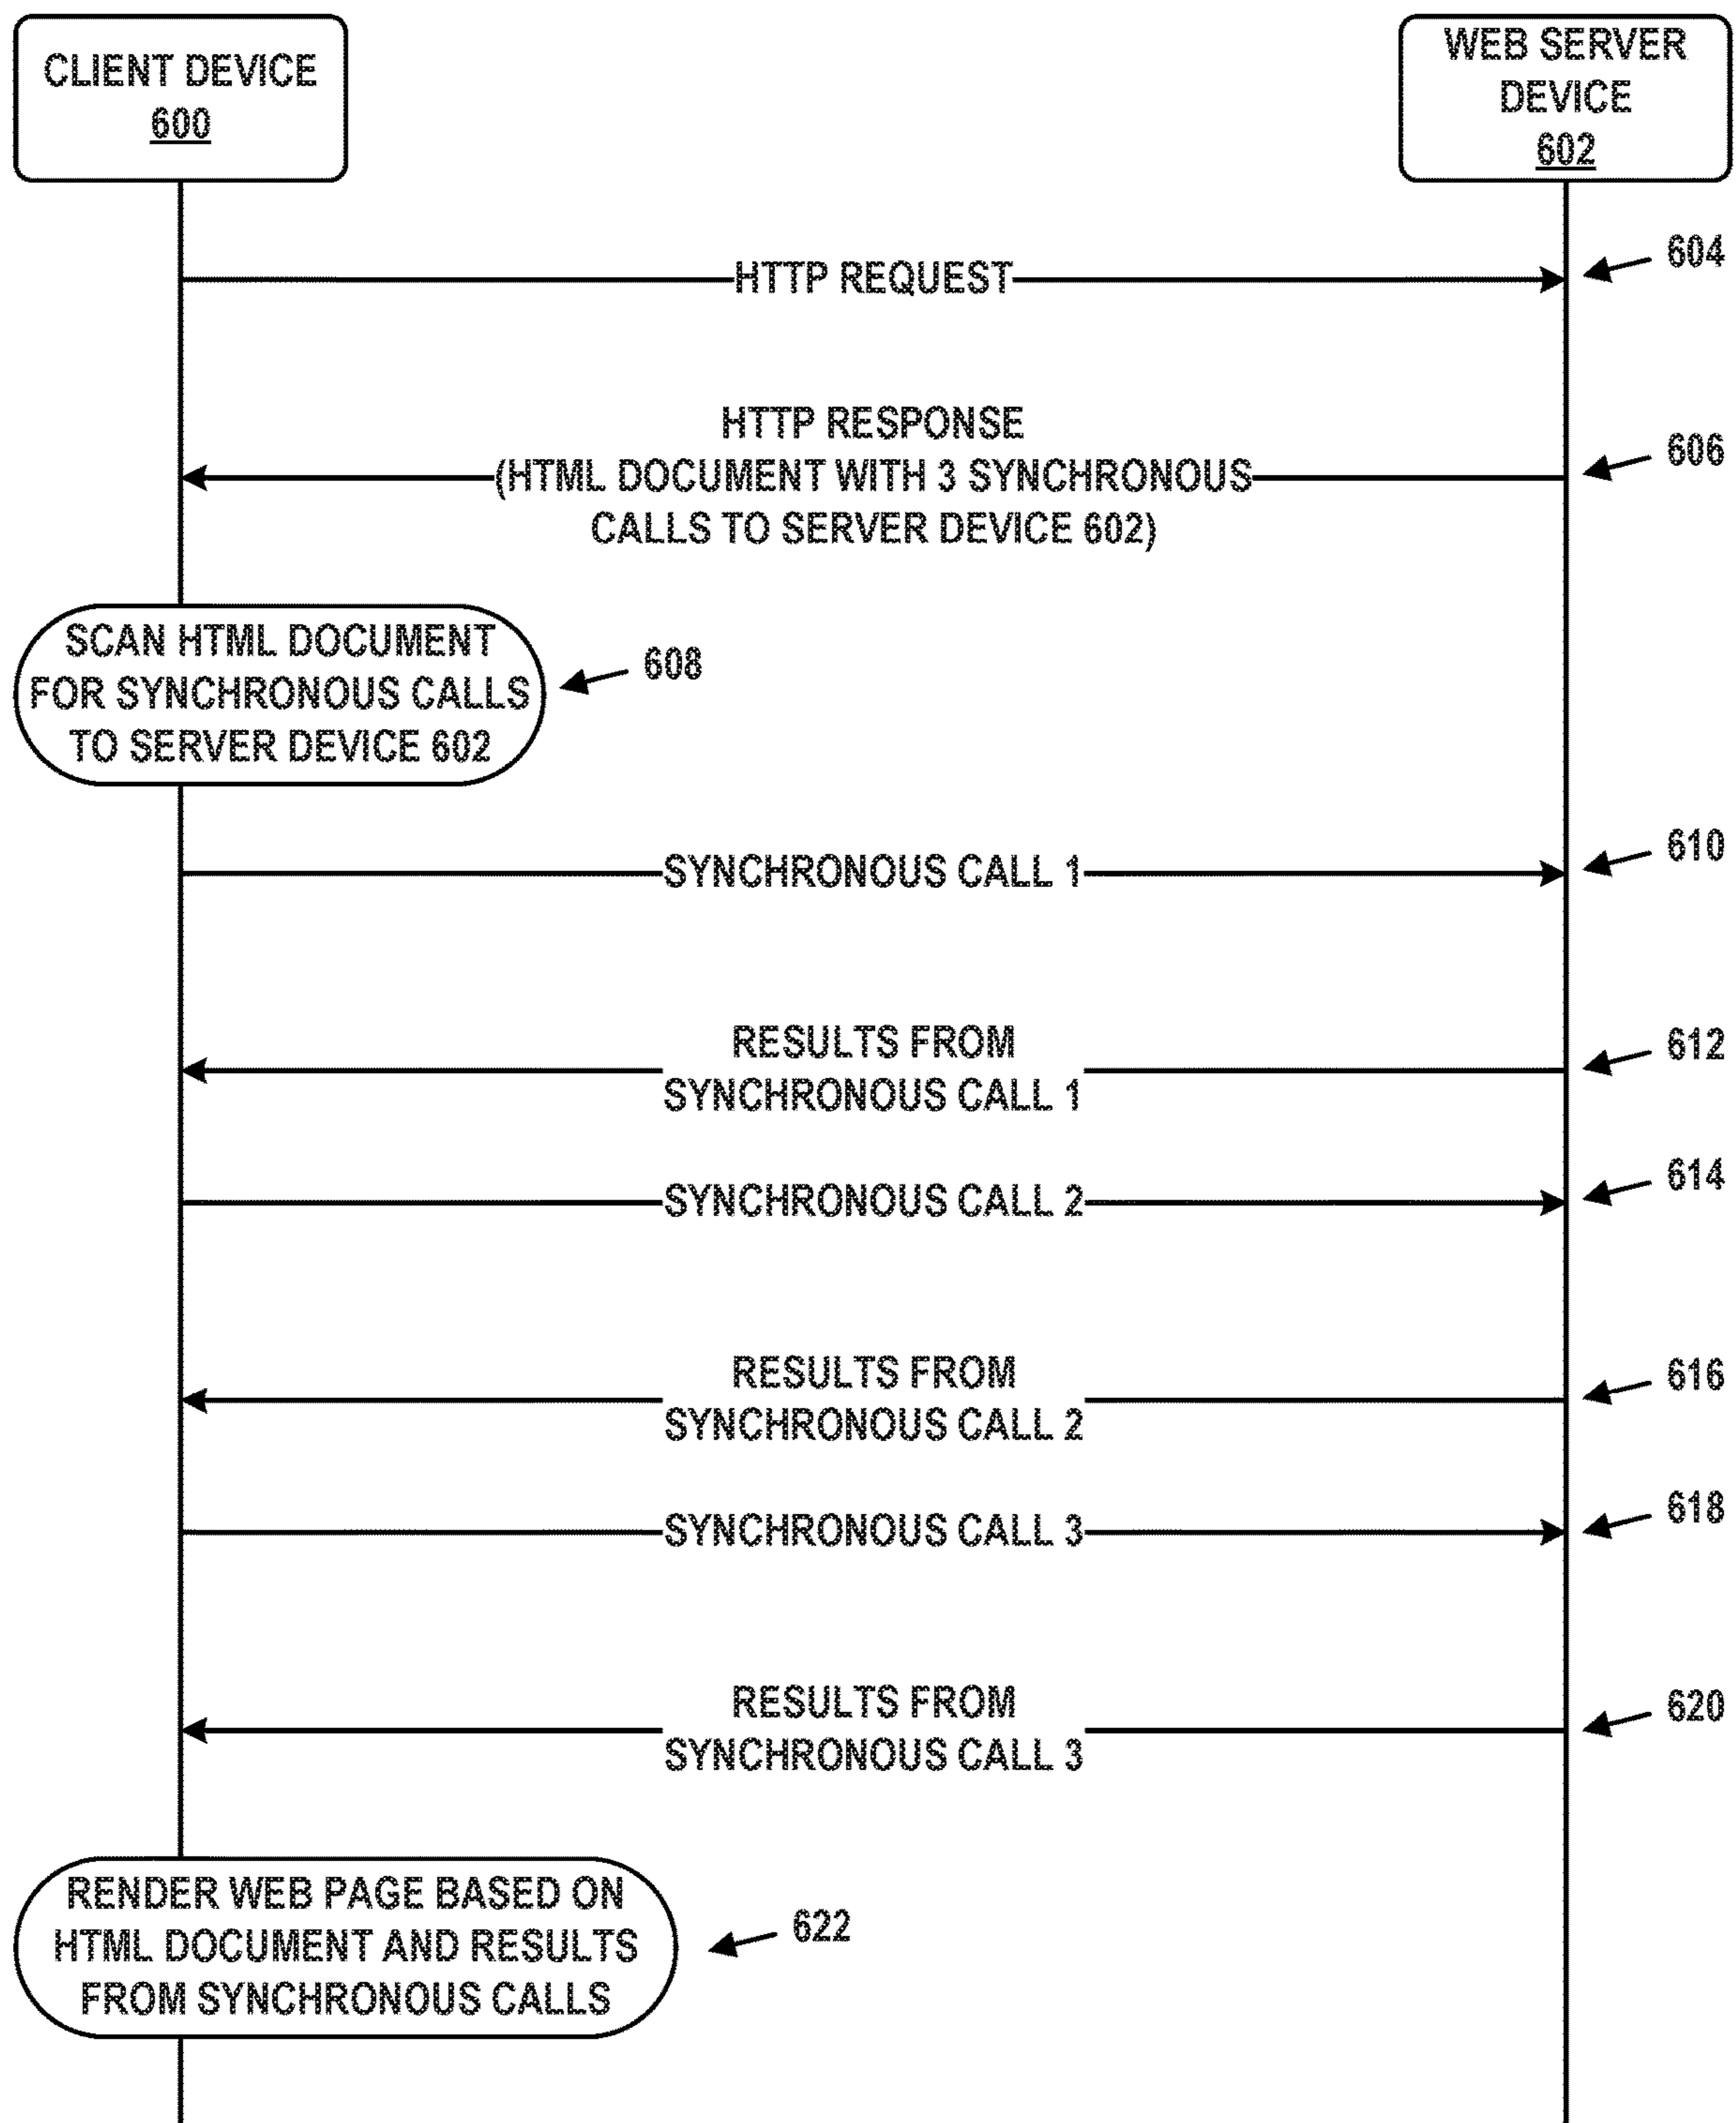 CLIENT DEVICE
600
WEB SERVER
DEVICE
602
HTTP REQUEST
604
HTTP RESPONSE
(HTML DOCUMENT WITH 3 SYNCHRONOUS
CALLS TO SERVER DEVICE 602)
606
SCAN HTML DOCUMENT
FOR SYNCHRONOUS CALLS
TO SERVER DEVICE 602
608
SYNCHRONOUS CALL 1
610
RESULTS FROM
SYNCHRONOUS CALL 1
612
SYNCHRONOUS CALL 2
614
RESULTS FROM
SYNCHRONOUS CALL 2
616
SYNCHRONOUS CALL 3
618
RESULTS FROM
SYNCHRONOUS CALL 3
620
RENDER WEB PAGE BASED ON
HTML DOCUMENT AND RESULTS
FROM SYNCHRONOUS CALLS
622